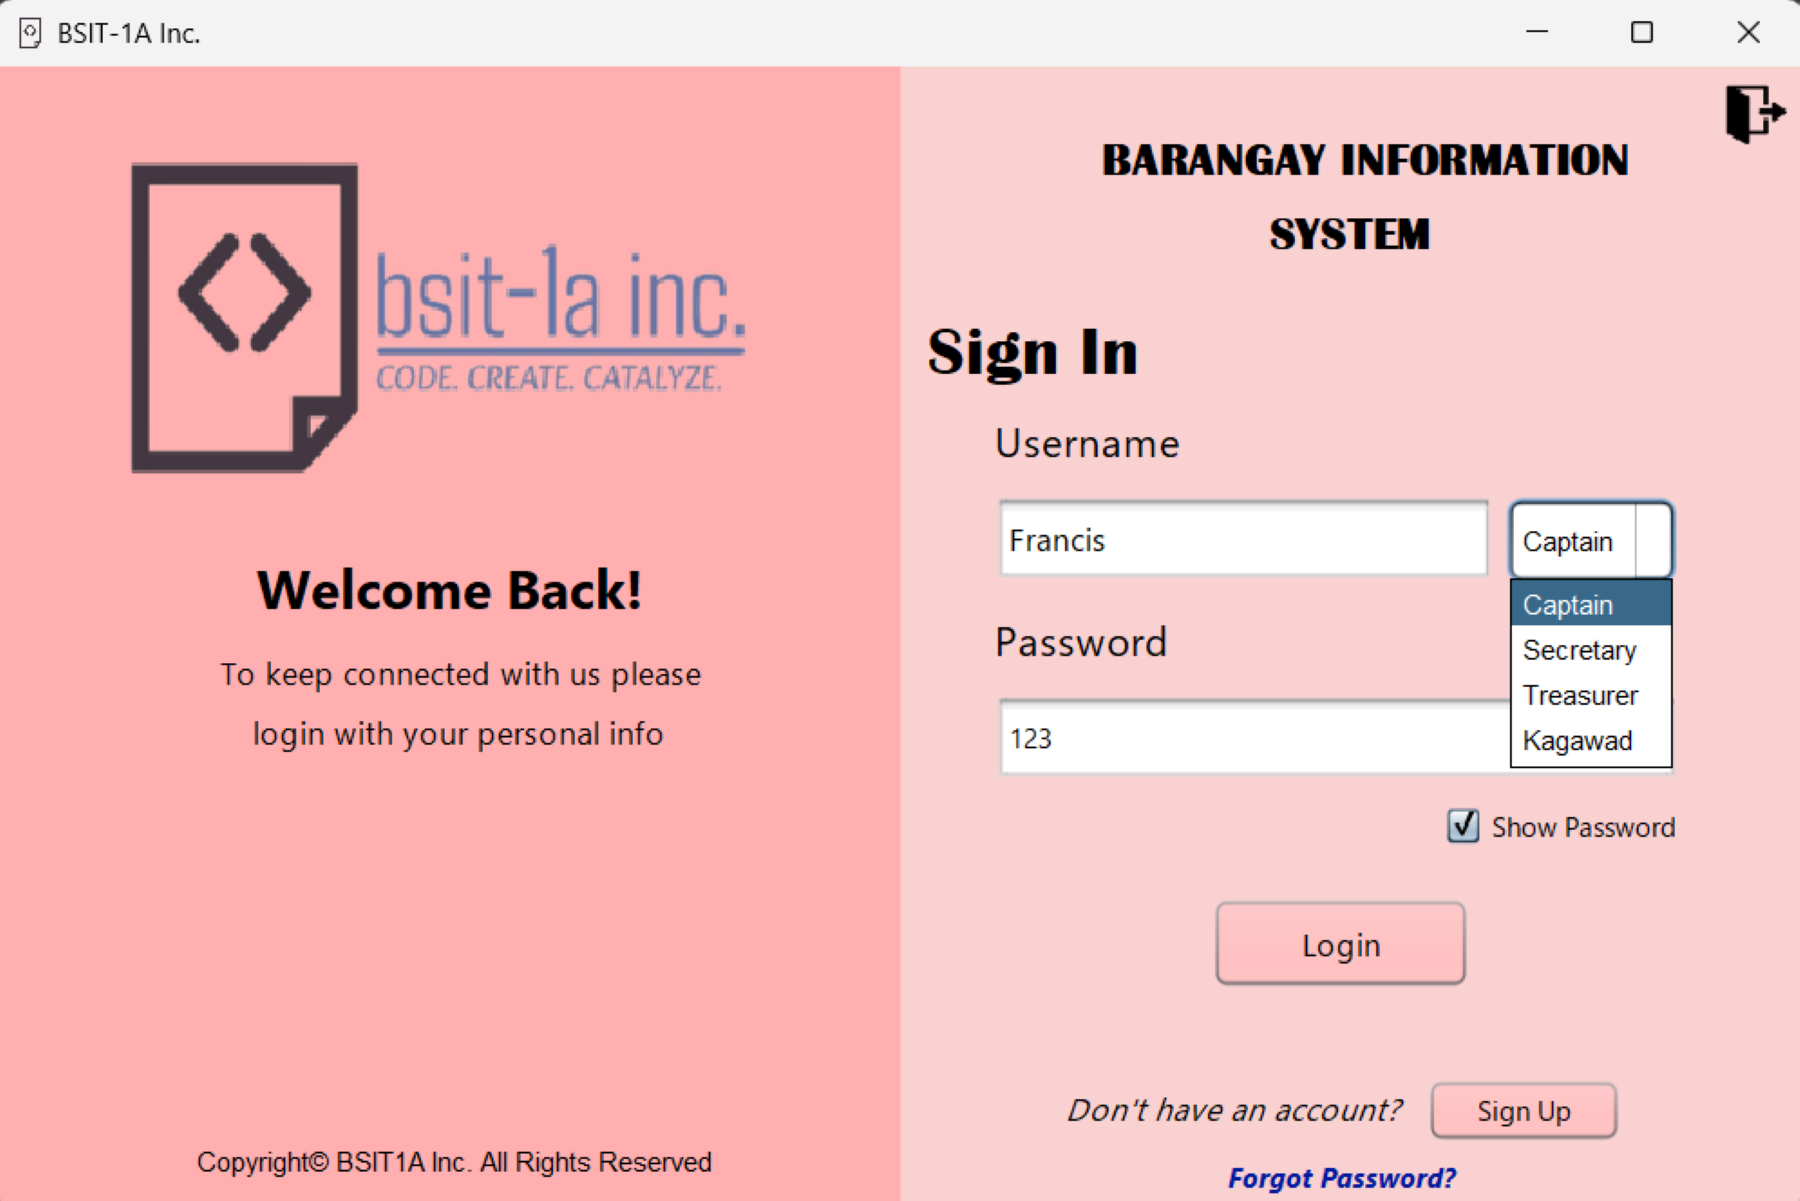 BSIT-1A Inc.
bsit-1a inc.
CODE. CREATE. CATALYZE.
Welcome Back!
To keep connected with us please
login with your personal info
Copyright© BSIT1A Inc. All Rights Reserved
BARANGAY INFORMATION
SYSTEM
Sign In
Username
Francis
Captain
Captain
Secretary
Treasurer
Kagawad
Password
123
Show Password
Login
Don't have an account?
Sign Up
Forgot Password?